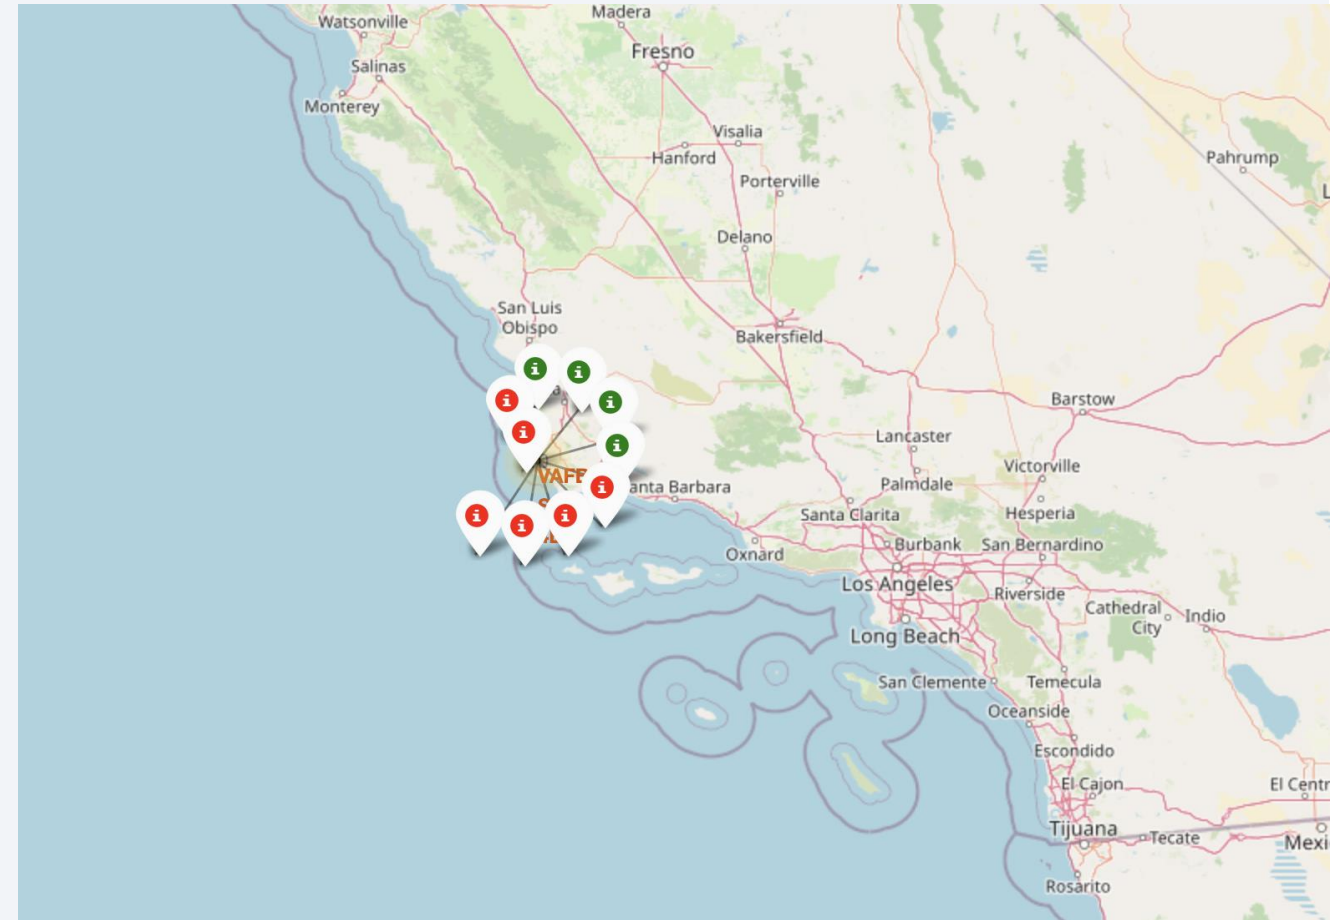 Madera
Watsonville
Fresno
Salinas
Monterey
Visalia
Hanford
Pahrump
Porterville
L
Delano
San Luis
Obispo
Bakersfield
a
Barstow
Lancaster
Victorville
VAFB
Palmdale
anta Barbara
S
Santa Clarita
Hesperia
Burbank
San Bernardino
Oxnard
Los Angeles
Riverside
Cathedral
City
Indio
Long Beach
San Clemente
Temecula
Oceanside
Escondido
El Cajon
El Centr
Tijuana
Tecate
Mexi
Rosarito